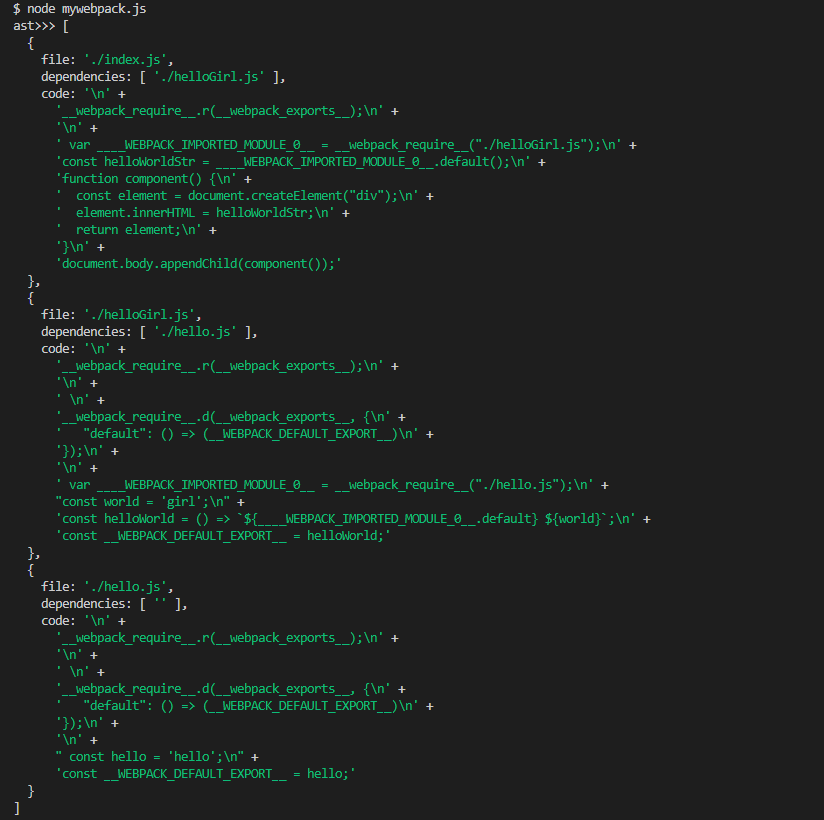 $ node mywebpack.js
ast>>> [
  {
    file: './index.js',
    dependencies: [ './helloGirl.js' ],
    code: '\n' +
      '__webpack_require__.r(__webpack_exports__);\n' +
      '\n' +
      ' var ____WEBPACK_IMPORTED_MODULE_0__ = __webpack_require__("./helloGirl.js");\n' +
      'const helloWorldStr = ____WEBPACK_IMPORTED_MODULE_0__.default();\n' +
      'function component() {\n' +
      '  const element = document.createElement("div");\n' +
      '  element.innerHTML = helloWorldStr;\n' +
      '  return element;\n' +
      '}\n' +
      'document.body.appendChild(component());'
  },
  {
    file: './helloGirl.js',
    dependencies: [ './hello.js' ],
    code: '\n' +
      '__webpack_require__.r(__webpack_exports__);\n' +
      '\n' +
      ' \n' +
      '__webpack_require__.d(__webpack_exports__, {\n' +
      '   "default": () => (__WEBPACK_DEFAULT_EXPORT__)\n' +
      '});\n' +
      '\n' +
      ' var ____WEBPACK_IMPORTED_MODULE_0__ = __webpack_require__("./hello.js");\n' +
      "const world = 'girl';\n" +
      'const helloWorld = () => `${____WEBPACK_IMPORTED_MODULE_0__.default} ${world}`;\n' +
      'const __WEBPACK_DEFAULT_EXPORT__ = helloWorld;'
  },
  {
    file: './hello.js',
    dependencies: [ '' ],
    code: '\n' +
      '__webpack_require__.r(__webpack_exports__);\n' +
      '\n' +
      ' \n' +
      '__webpack_require__.d(__webpack_exports__, {\n' +
      '   "default": () => (__WEBPACK_DEFAULT_EXPORT__)\n' +
      '});\n' +
      '\n' +
      " const hello = 'hello';\n" +
      'const __WEBPACK_DEFAULT_EXPORT__ = hello;'
  }
]